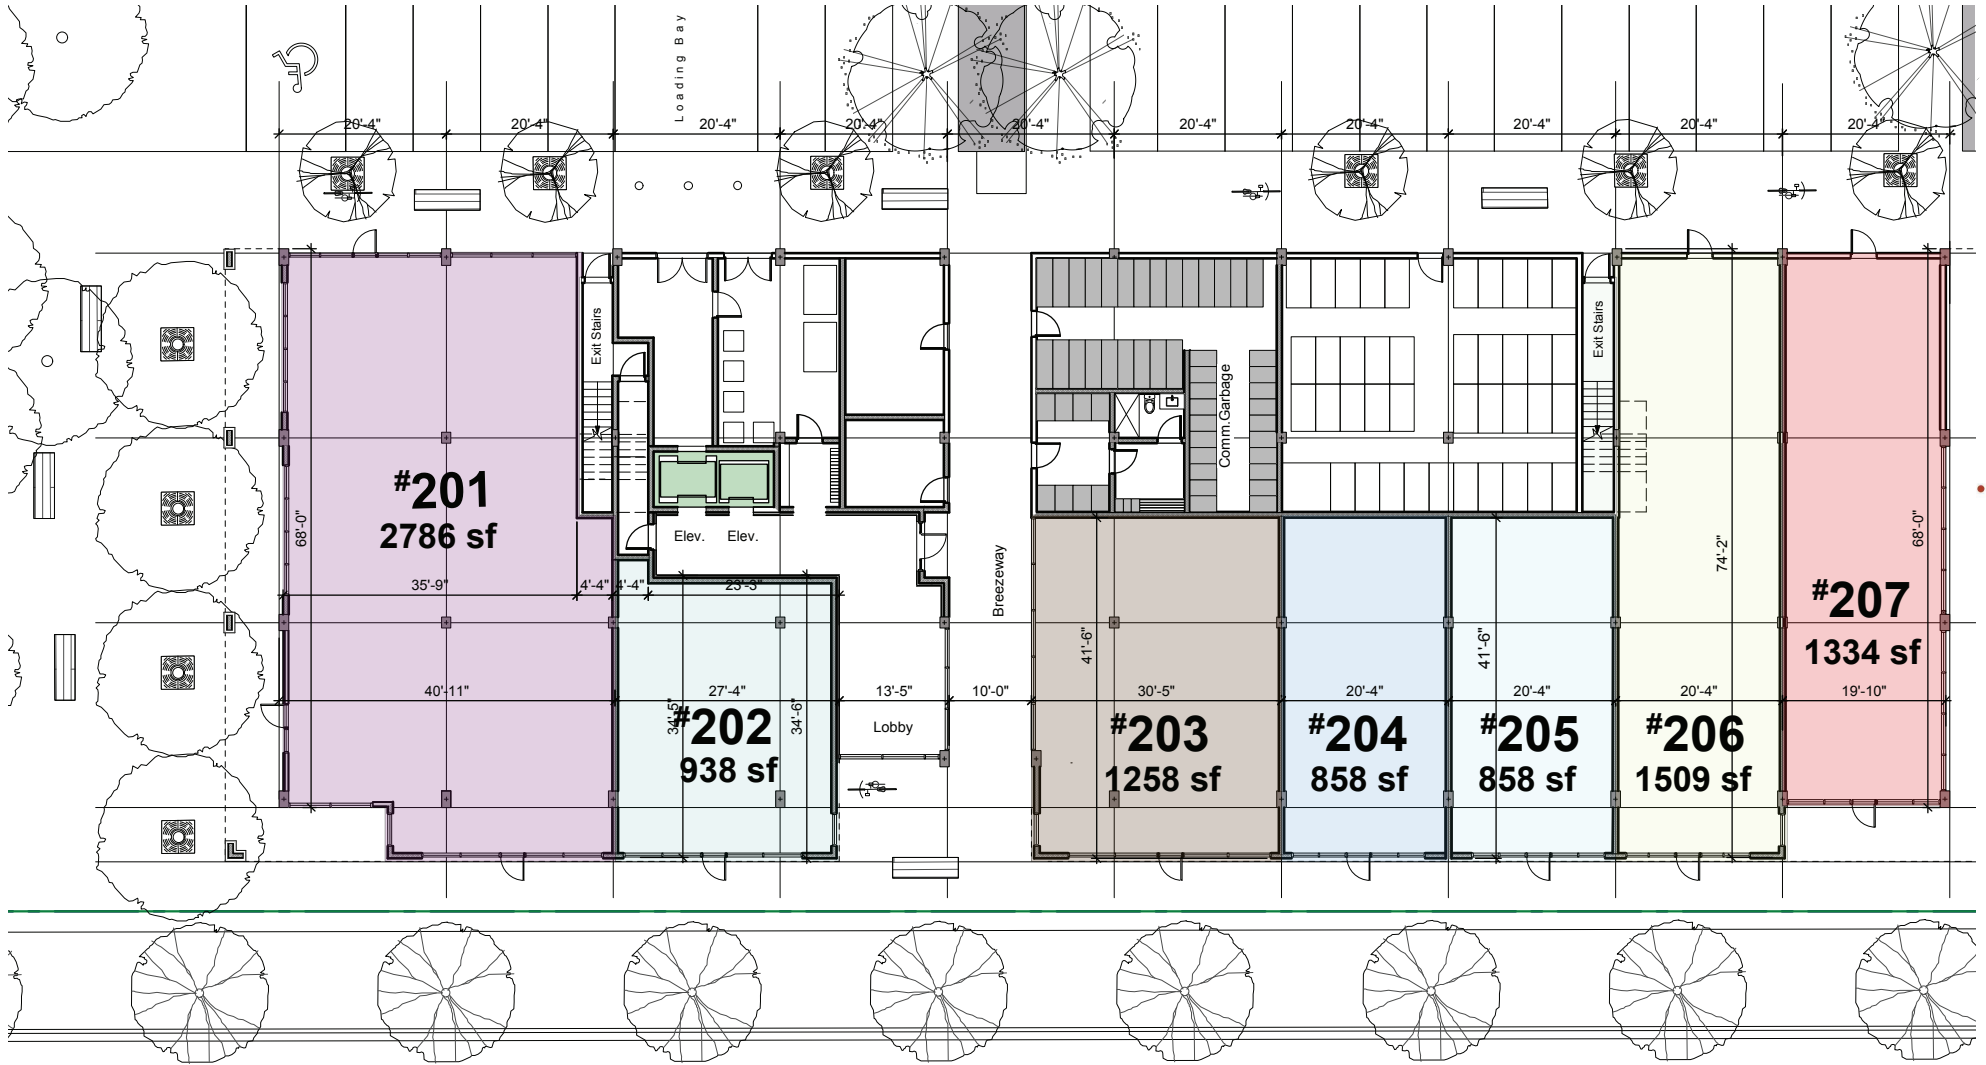 Loading Bay
20'-4"
20'-4"
20'-4"
20'-4"
20'-4"
20'-4"
20'-4"
20'-4"
20'-4"
20'-4"
Exit Stairs
Exit Stairs
Comm.Garbage
#201
2786 sf
68'-0"
35'-9"
4'-4"
4'-4"
23'-3"
40'-11"
Elev.
Elev.
Breezeway
27'-4"
34'-5"
34'-6"
#202
938 sf
13'-5"
Lobby
10'-0"
41'-6"
30'-5"
#203
1258 sf
20'-4"
#204
858 sf
41'-6"
20'-4"
#205
858 sf
74'-2"
20'-4"
#206
1509 sf
68'-0"
#207
1334 sf
19'-10"